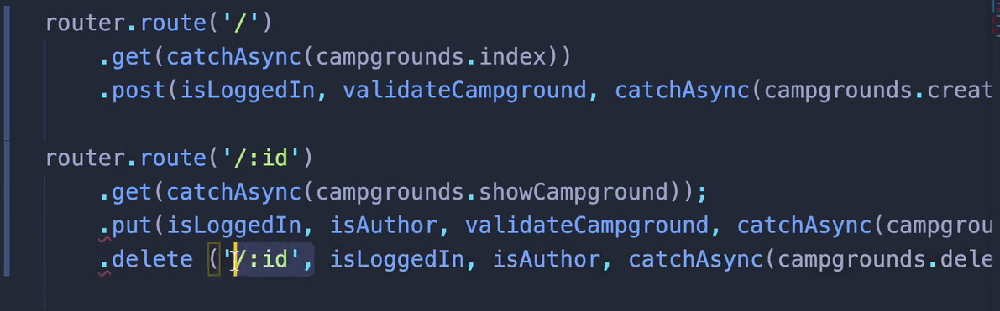 router.route('/')
.get(catchAsync(campgrounds.index))
.post(isLoggedIn, validateCampground, catchAsync(campgrounds.creat
router.route('/:id')
.get(catchAsync(campgrounds.showCampground));
.put(isLoggedIn, isAuthor, validateCampground, catchAsync(campgrou
.delete ('/:id', isLoggedIn, isAuthor, catchAsync(campgrounds.dele